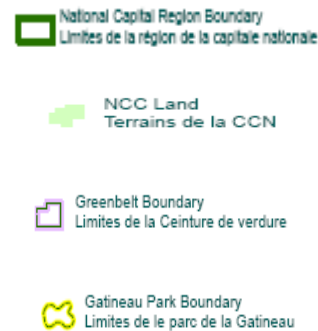 National Capital Region Boundary
Limites de la région de la capitale nationale
NCC Land
Terrains de la CCN
Greenbelt Boundary
Limites de la Ceinture de verdure
Gatineau Park Boundary
Limites de le parc de la Gatineau